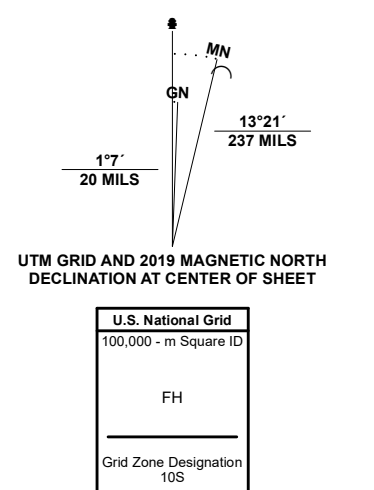 MN
GN
13°21´
237 MILS
1°7´
20 MILS
UTM GRID AND 2019 MAGNETIC NORTH
DECLINATION AT CENTER OF SHEET
U.S. National Grid
100,000 - m Square ID
FH
Grid Zone Designation
10S